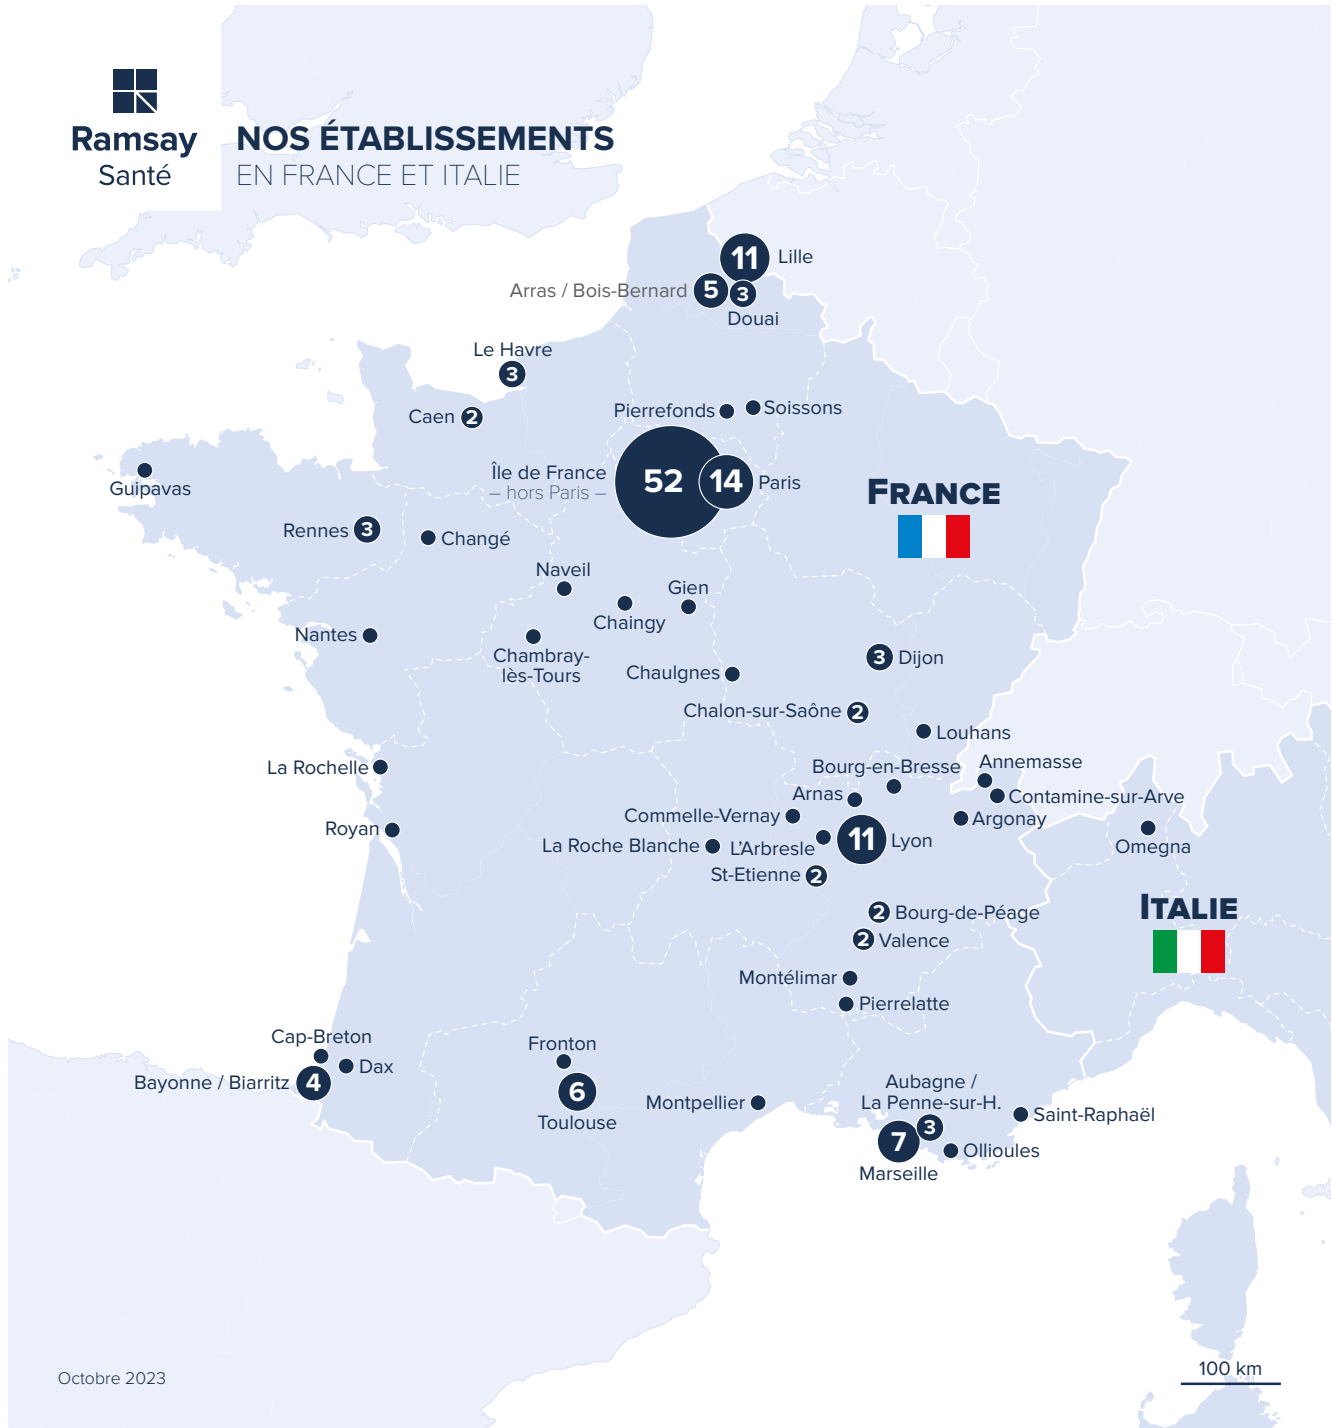 Ramsay
Santé
NOS ÉTABLISSEMENTS
EN FRANCE ET ITALIE
11 Lille
Arras / Bois-Bernard 5 3
Douai
Le Havre
3
Caen 2
Pierrefonds
Soissons
Île de France
– hors Paris –
52 14 Paris
Guipavas
FRANCE
Rennes 3
Changé
Naveil
Gien
Chaingy
Nantes
Chambray-
lès-Tours
3 Dijon
Chaulgnes
Chalon-sur-Saône 2
Louhans
La Rochelle
Bourg-en-Bresse
Annemasse
Arnas
Contamine-sur-Arve
Commelle-Vernay
Argonay
Royan
La Roche Blanche
L'Arbresle
11 Lyon
Omegna
St-Etienne 2
ITALIE
2 Bourg-de-Péage
2 Valence
Montélimar
Pierrelatte
Cap-Breton
Dax
Bayonne / Biarritz 4
Fronton
6
Toulouse
Montpellier
Aubagne /
La Penne-sur-H.
3
Saint-Raphaël
7
Marseille
Ollioules
Octobre 2023
100 km